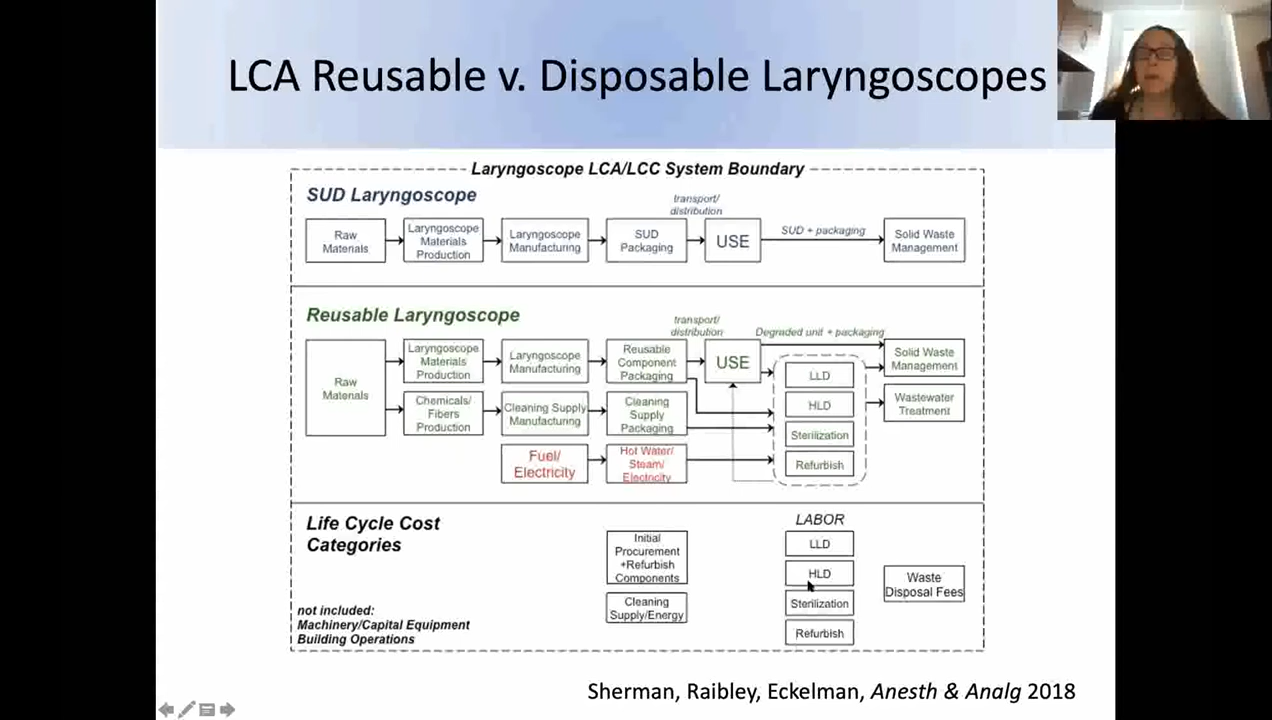 LCA Reusable v. Disposable Laryngoscopes
Laryngoscope LCA/LCC System Boundary
SUD Laryngoscope
transport/
distribution
Raw
Materials
Laryngoscope
Materials
Production
Laryngoscope
Manufacturing
SUD
Packaging
USE
SUD + packaging
Solid Waste
Management
Reusable Laryngoscope
transport/
distribution
Degraded unit + packaging
Raw
Materials
Laryngoscope
Materials
Production
Laryngoscope
Manufacturing
Reusable
Component
Packaging
USE
Solid Waste
Management
Chemicals/
Fibers
Production
Cleaning Supply
Manufacturing
Cleaning
Supply
Packaging
LLD
HLD
Sterilization
Refurbish
Wastewater
Treatment
Fuel/
Electricity
Hot Water/
Steam/
Electricity
Life Cycle Cost
Categories
Initial
Procurement
+Refurbish
Components
Cleaning
Supply/Energy
LABOR
LLD
HLD
Sterilization
Refurbish
Waste
Disposal Fees
not included:
Machinery/Capital Equipment
Building Operations
Sherman, Raibley, Eckelman, Anesth & Analg 2018